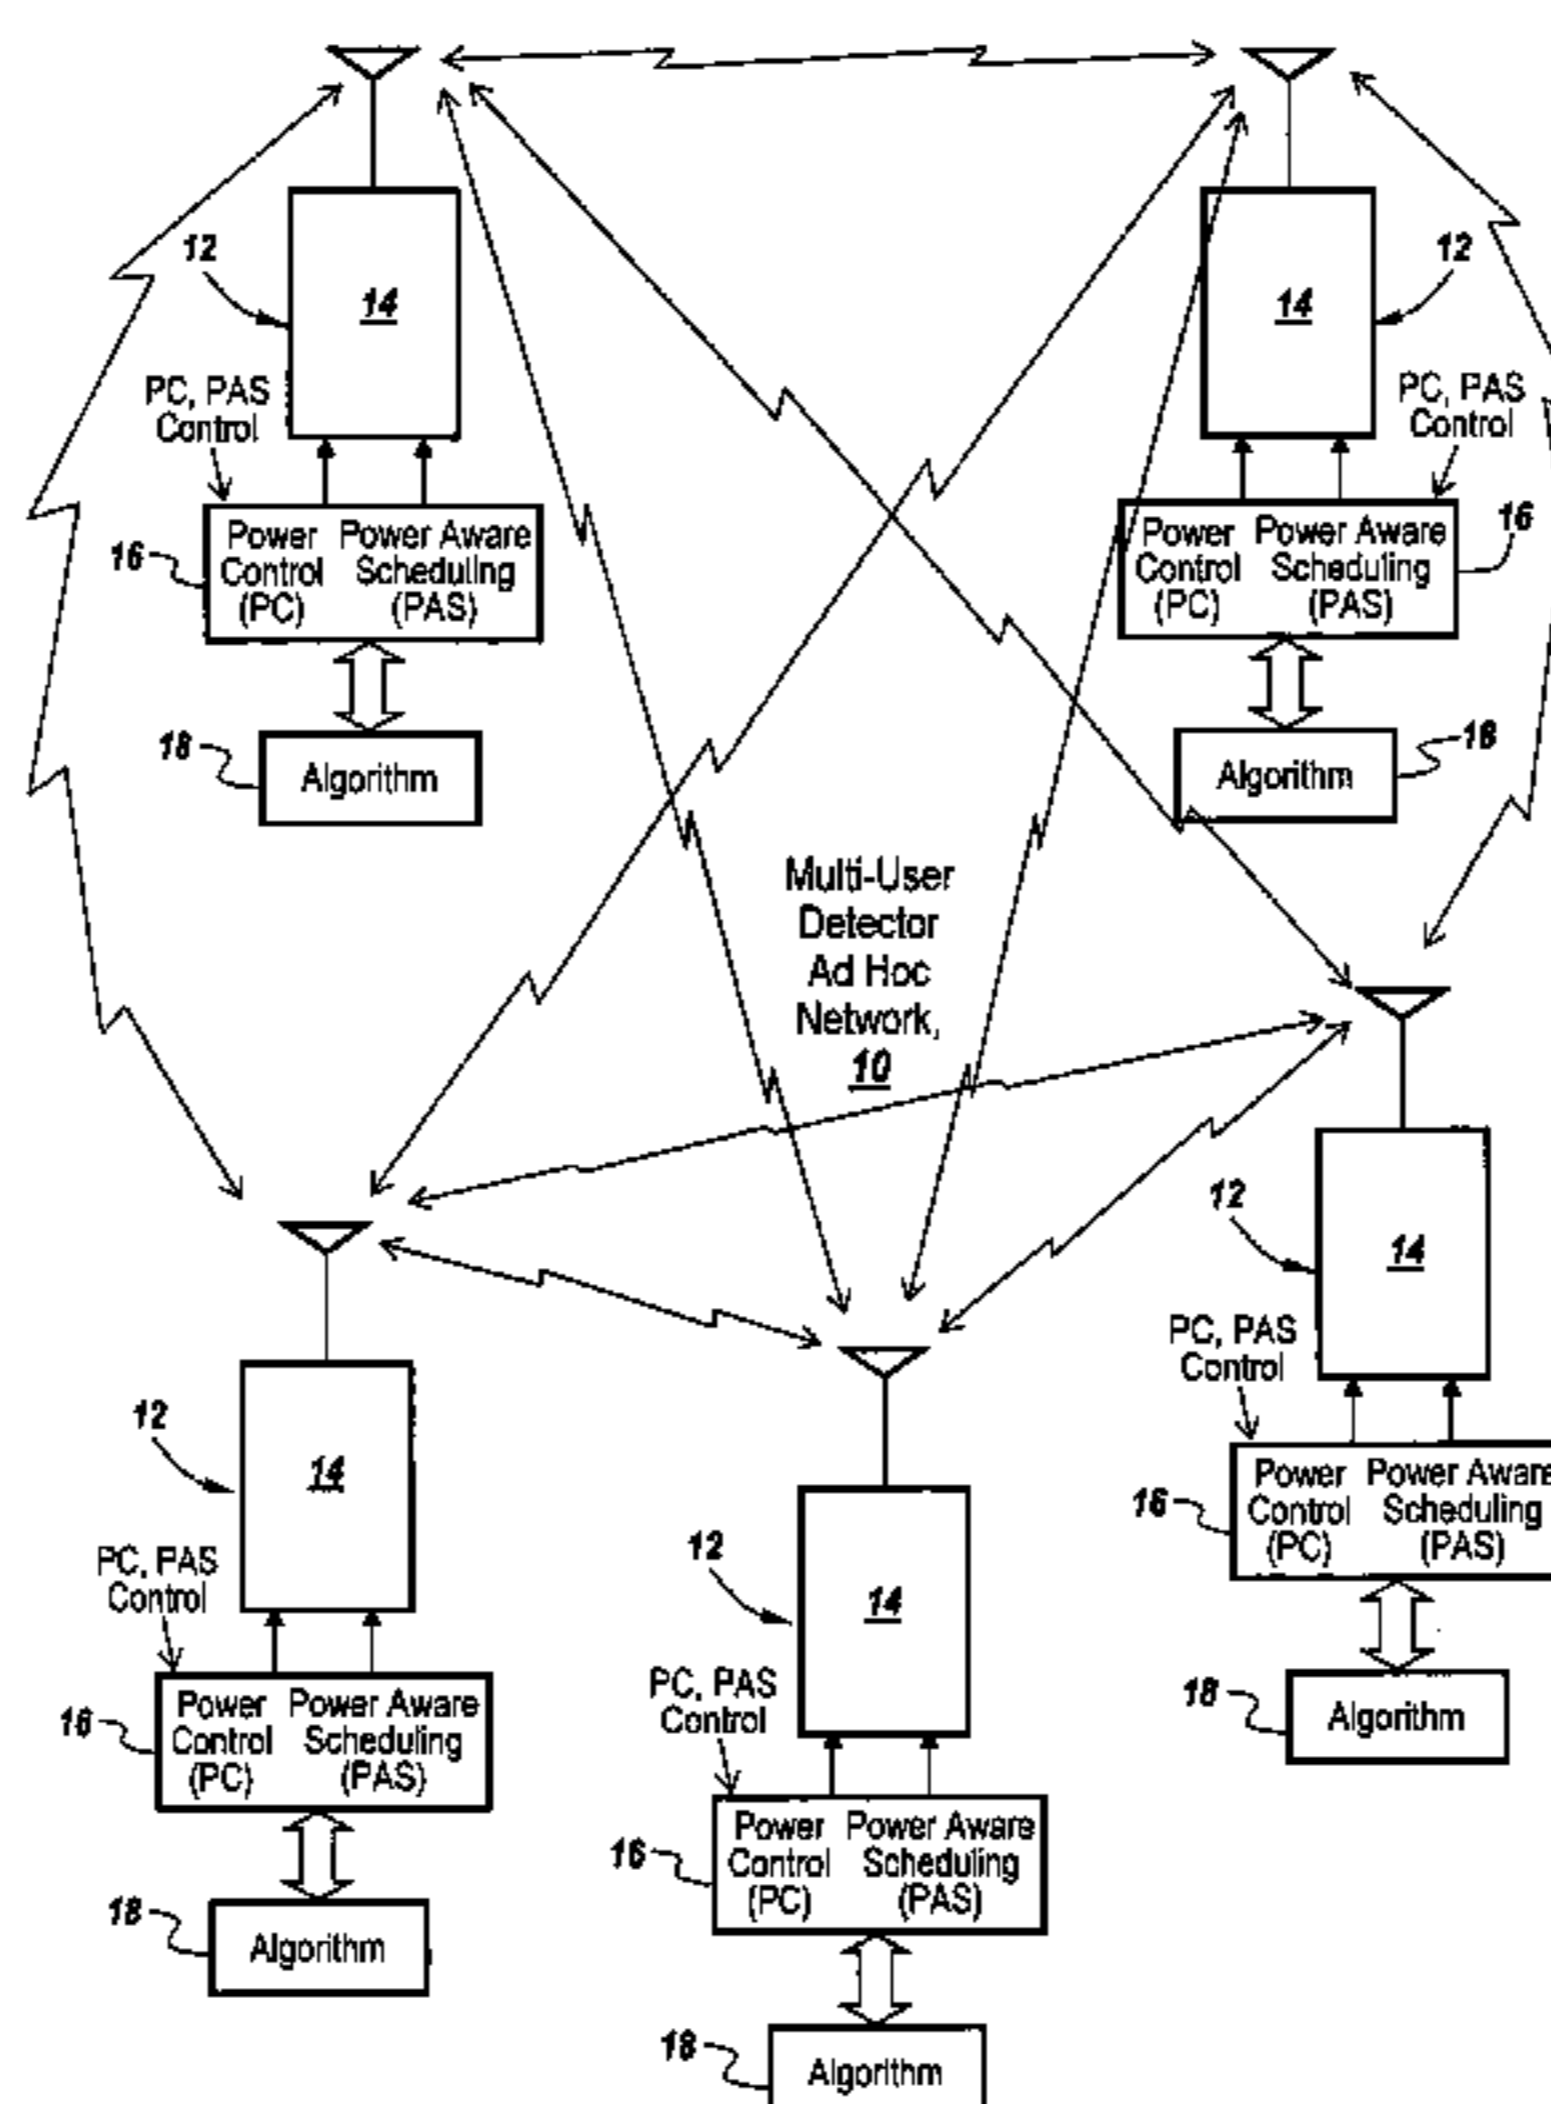 12
14
PC, PAS
Control
16
Power Control (PC)
Power Aware Scheduling (PAS)
18
Algorithm
12
14
PC, PAS
Control
16
Power Control (PC)
Power Aware Scheduling (PAS)
18
Algorithm
Multi-User
Detector
Ad Hoc
Network,
10
12
14
PC, PAS
Control
16
Power Control (PC)
Power Aware Scheduling (PAS)
18
Algorithm
12
14
PC, PAS
Control
16
Power Control (PC)
Power Aware Scheduling (PAS)
18
Algorithm
12
14
PC, PAS
Control
16
Power Control (PC)
Power Aware Scheduling (PAS)
18
Algorithm